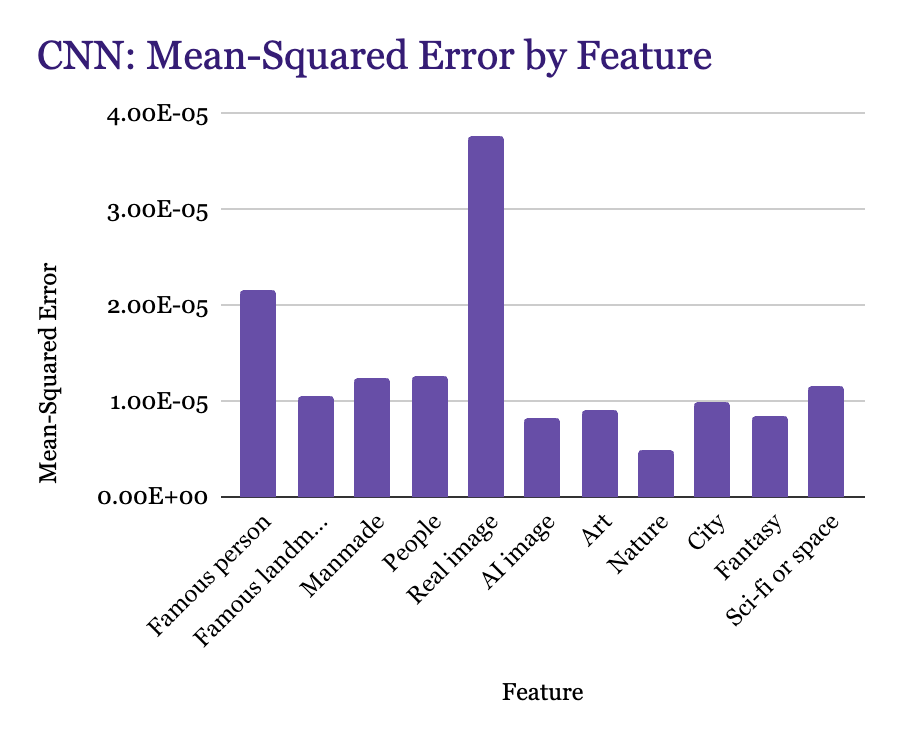 CNN: Mean-Squared Error by Feature
4.00E-05
3.00E-05
2.00E-05
1.00E-05
0.00E+00
Mean-Squared Error
Famous person
Famous landm...
Manmade
People
Real image
AI image
Art
Nature
City
Fantasy
Sci-fi or space
Feature